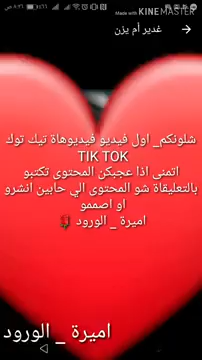 Made with
KINEMASTER
غدير أم يزن
شلونكم_ اول فيديو فيديوهاة تيك توك
TIK TOK
اتمنى اذا عجبكن المحتوى تكتبو
بالتعليقاة شو المحتوى الي حابين انشرو
او اصممو
اميرة _ الورود 🌹
اميرة _ الورود